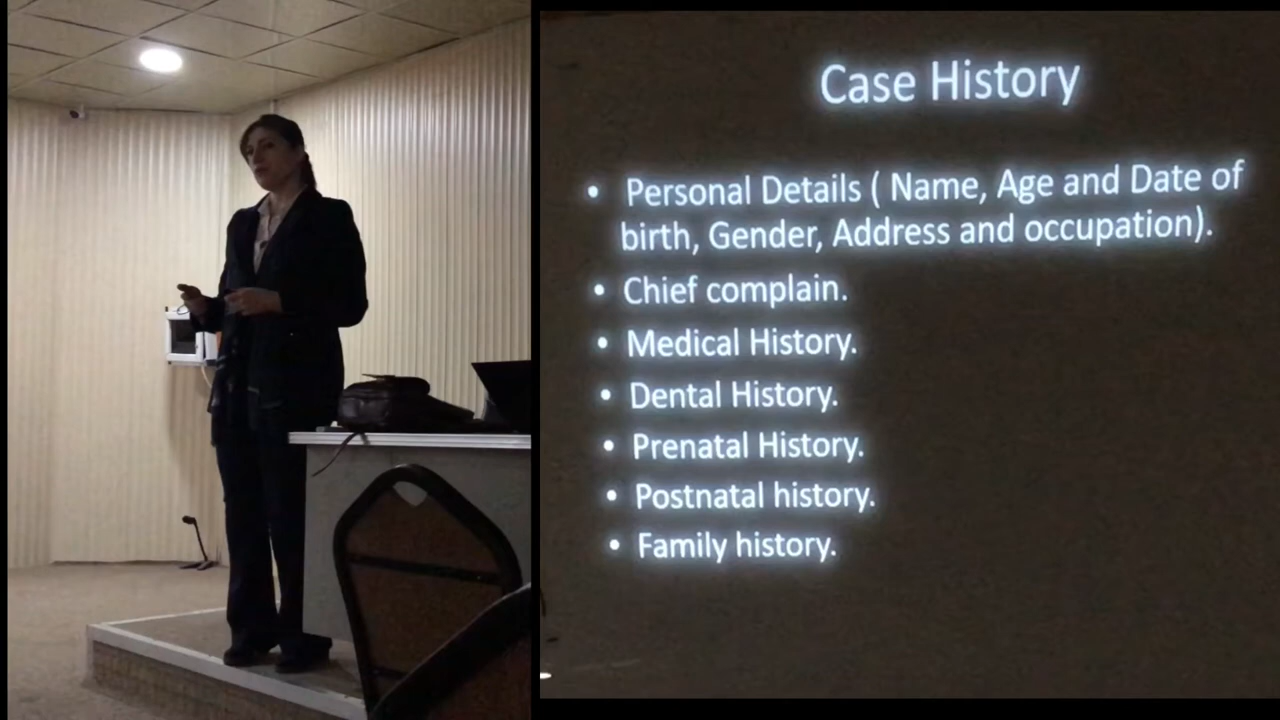 Case History
• Personal Details ( Name, Age and Date of
birth, Gender, Address and occupation).
• Chief complain.
• Medical History.
• Dental History.
• Prenatal History.
• Postnatal history.
• Family history.